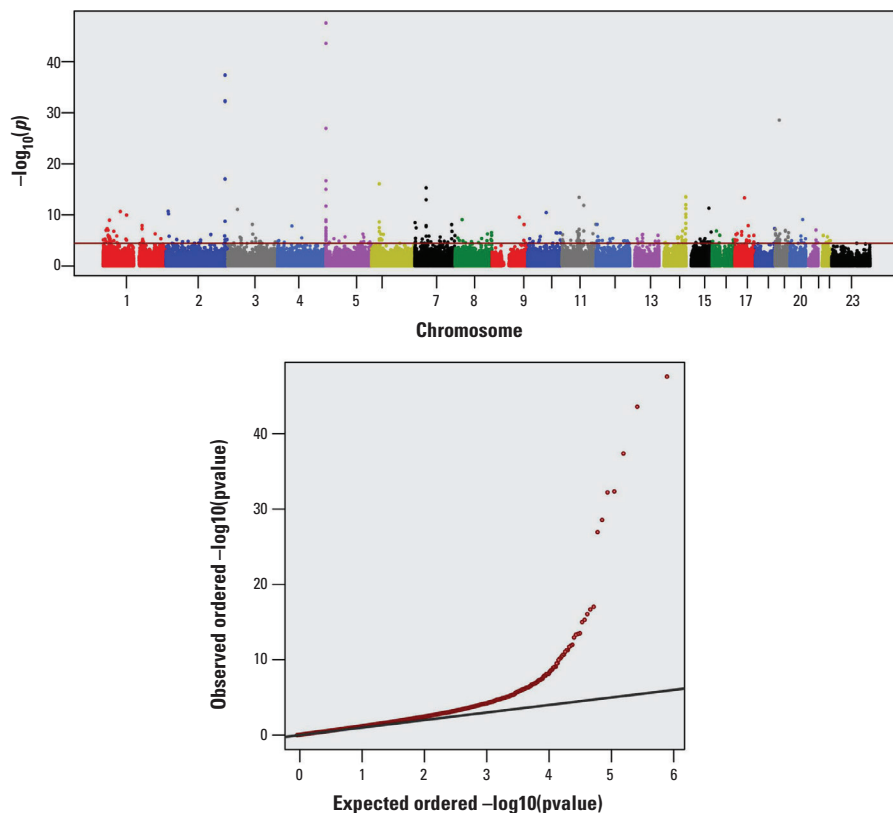 40
30
20
10
0
−log10(p)
1 2 3 4 5 7 8 9 11 13 15 17 20 23
Chromosome
40
30
20
10
0
Observed ordered −log10(pvalue)
0 1 2 3 4 5 6
Expected ordered −log10(pvalue)